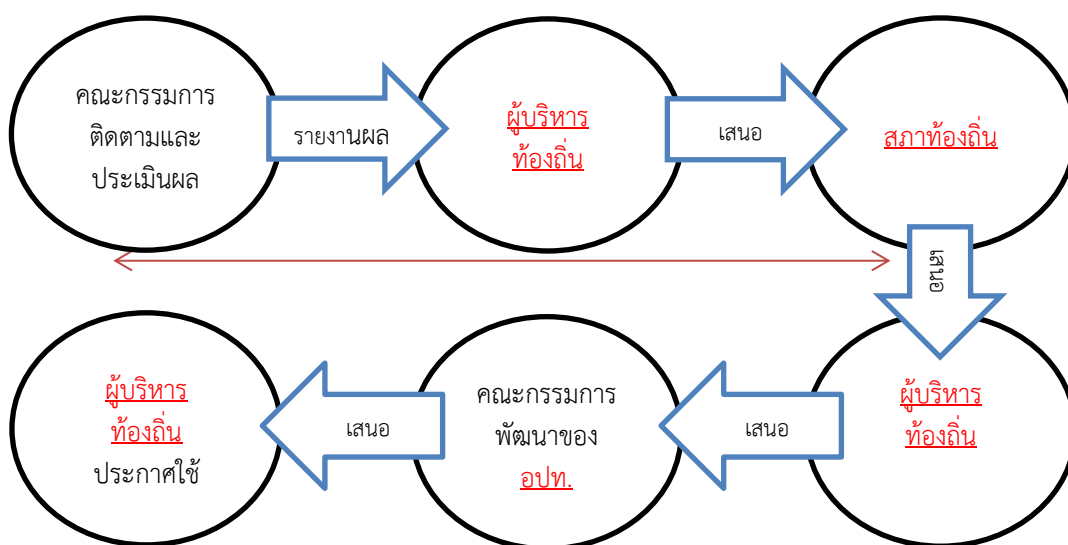 คณะกรรมการ
ติดตามและ
ประเมินผล
รายงานผล
ผู้บริหาร
ท้องถิ่น
เสนอ
สภาท้องถิ่น
เสนอ
ผู้บริหาร
ท้องถิ่น
เสนอ
คณะกรรมการ
พัฒนาของ
อปท.
เสนอ
ผู้บริหาร
ท้องถิ่น
ประกาศใช้